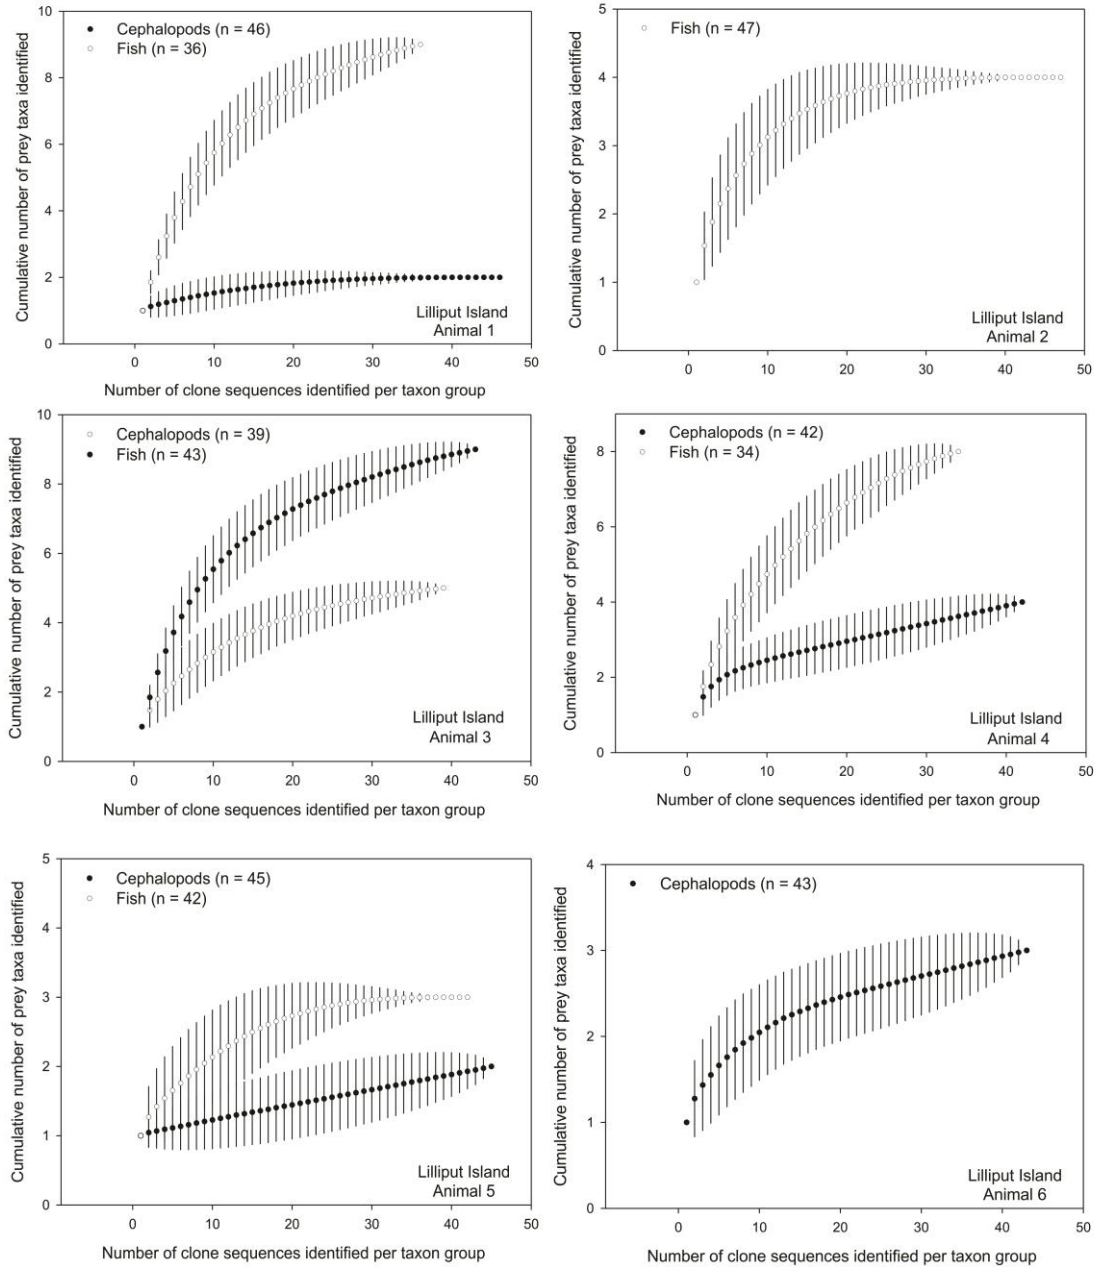 Cumulative number of prey taxa identified
10
8
6
4
2
0
Cephalopods (n = 46)
Fish (n = 36)
Lilliput Island
Animal 1
0 10 20 30 40 50
Number of clone sequences identified per taxon group
Cumulative number of prey taxa identified
5
4
3
2
1
0
Fish (n = 47)
Lilliput Island
Animal 2
0 10 20 30 40 50
Cumulative number of prey taxa identified
10
8
6
4
2
0
Cephalopods (n = 39)
Fish (n = 43)
Lilliput Island
Animal 3
0 10 20 30 40 50
Number of clone sequences identified per taxon group
Cumulative number of prey taxa identified
8
6
4
2
0
Cephalopods (n = 42)
Fish (n = 34)
Lilliput Island
Animal 4
0 10 20 30 40 50
Number of clone sequences identified per taxon group
Cumulative number of prey taxa identified
5
4
3
2
1
0
Cephalopods (n = 45)
Fish (n = 42)
Lilliput Island
Animal 5
0 10 20 30 40 50
Number of clone sequences identified per taxon group
Cumulative number of prey taxa identified
4
3
2
1
0
Cephalopods (n = 43)
Lilliput Island
Animal 6
0 10 20 30 40 50
Number of clone sequences identified per taxon group